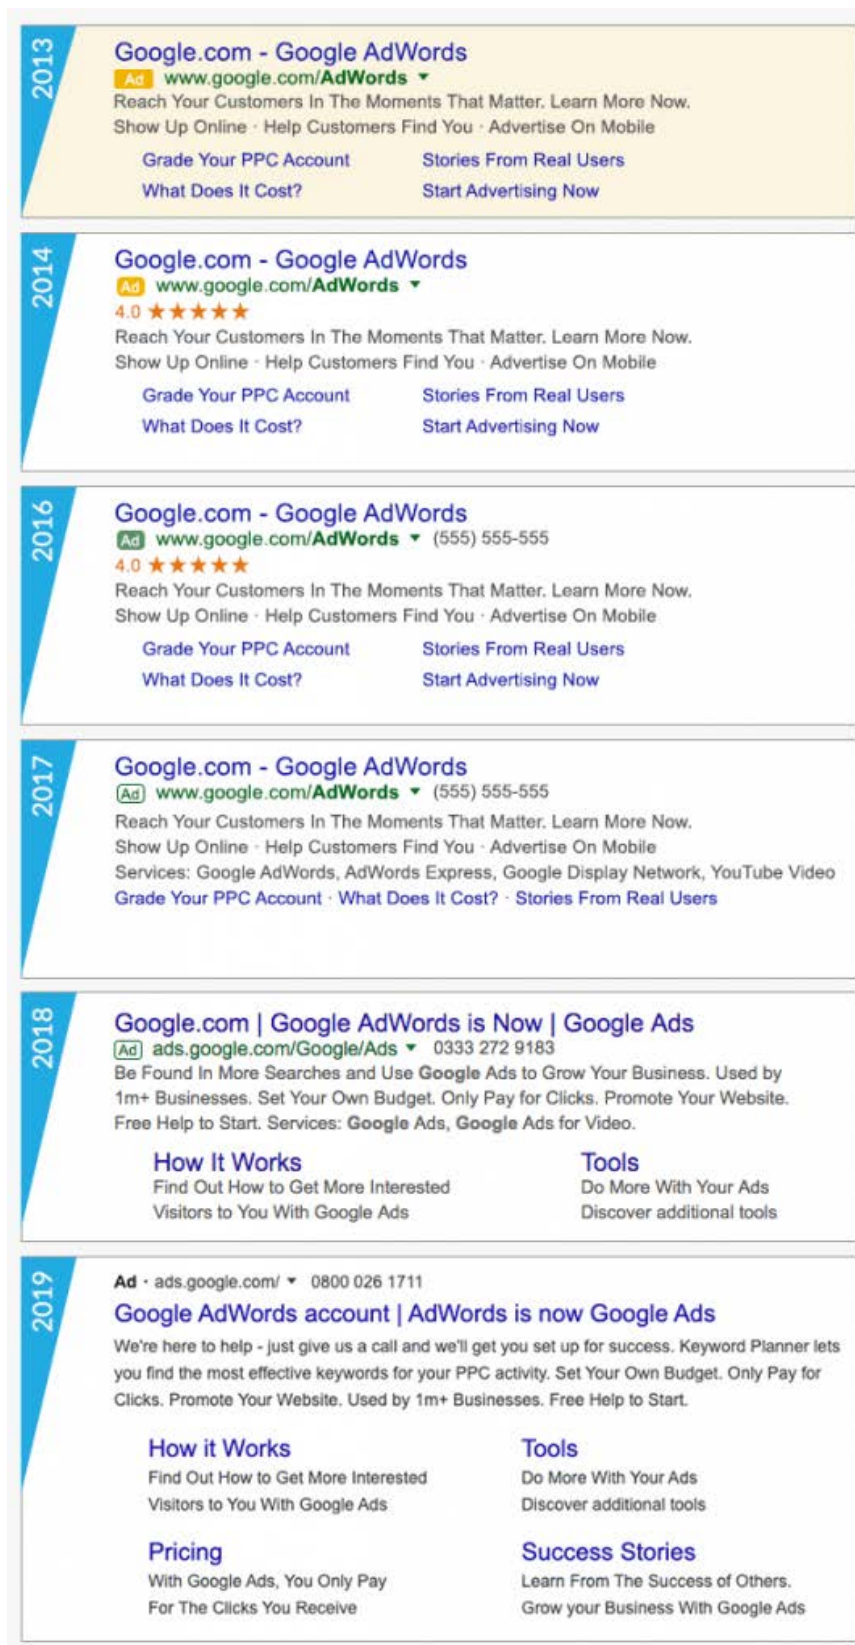 2013
Google.com - Google AdWords
Ad www.google.com/AdWords ▼
Reach Your Customers In The Moments That Matter. Learn More Now.
Show Up Online · Help Customers Find You · Advertise On Mobile
Grade Your PPC Account Stories From Real Users
What Does It Cost? Start Advertising Now
2014
Google.com - Google AdWords
Ad www.google.com/AdWords ▼
4.0 ★★★★★
Reach Your Customers In The Moments That Matter. Learn More Now.
Show Up Online · Help Customers Find You · Advertise On Mobile
Grade Your PPC Account Stories From Real Users
What Does It Cost? Start Advertising Now
2016
Google.com - Google AdWords
Ad www.google.com/AdWords ▼ (555) 555-555
4.0 ★★★★★
Reach Your Customers In The Moments That Matter. Learn More Now.
Show Up Online · Help Customers Find You · Advertise On Mobile
Grade Your PPC Account Stories From Real Users
What Does It Cost? Start Advertising Now
2017
Google.com - Google AdWords
Ad www.google.com/AdWords ▼ (555) 555-555
Reach Your Customers In The Moments That Matter. Learn More Now.
Show Up Online · Help Customers Find You · Advertise On Mobile
Services: Google AdWords, AdWords Express, Google Display Network, YouTube Video
Grade Your PPC Account · What Does It Cost? · Stories From Real Users
2018
Google.com | Google AdWords is Now | Google Ads
Ad ads.google.com/Google/Ads ▼ 0333 272 9183
Be Found In More Searches and Use Google Ads to Grow Your Business. Used by
1m+ Businesses. Set Your Own Budget. Only Pay for Clicks. Promote Your Website.
Free Help to Start. Services: Google Ads, Google Ads for Video.
How It Works Tools
Find Out How to Get More Interested Do More With Your Ads
Visitors to You With Google Ads Discover additional tools
2019
Ad · ads.google.com/ ▼ 0800 026 1711
Google AdWords account | AdWords is now Google Ads
We're here to help - just give us a call and we'll get you set up for success. Keyword Planner lets
you find the most effective keywords for your PPC activity. Set Your Own Budget. Only Pay for
Clicks. Promote Your Website. Used by 1m+ Businesses. Free Help to Start.
How it Works Tools
Find Out How to Get More Interested Do More With Your Ads
Visitors to You With Google Ads Discover additional tools
Pricing Success Stories
With Google Ads, You Only Pay Learn From The Success of Others.
For The Clicks You Receive Grow your Business With Google Ads